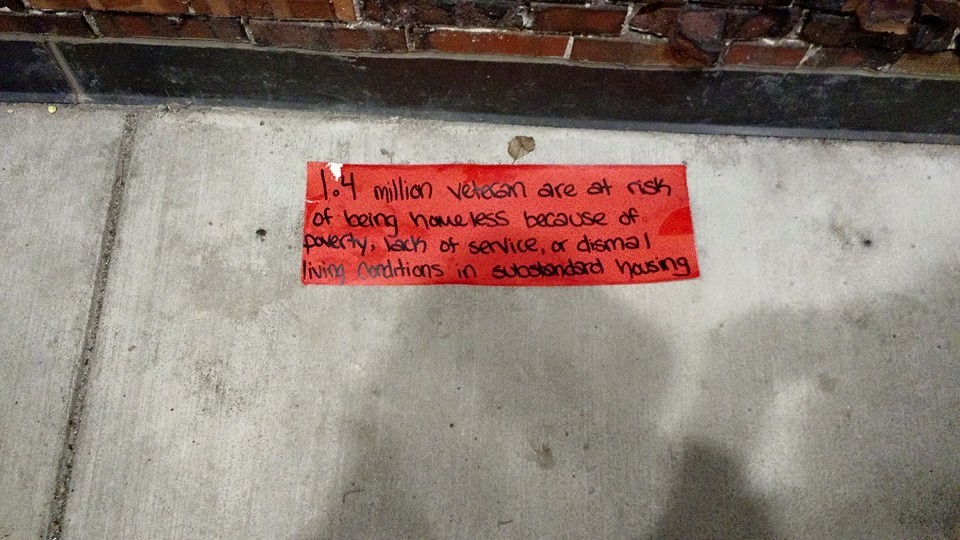 1.4 million veteran are at risk
of being homeless because of
poverty, lack of service, or dismal
living conditions in substandard housing